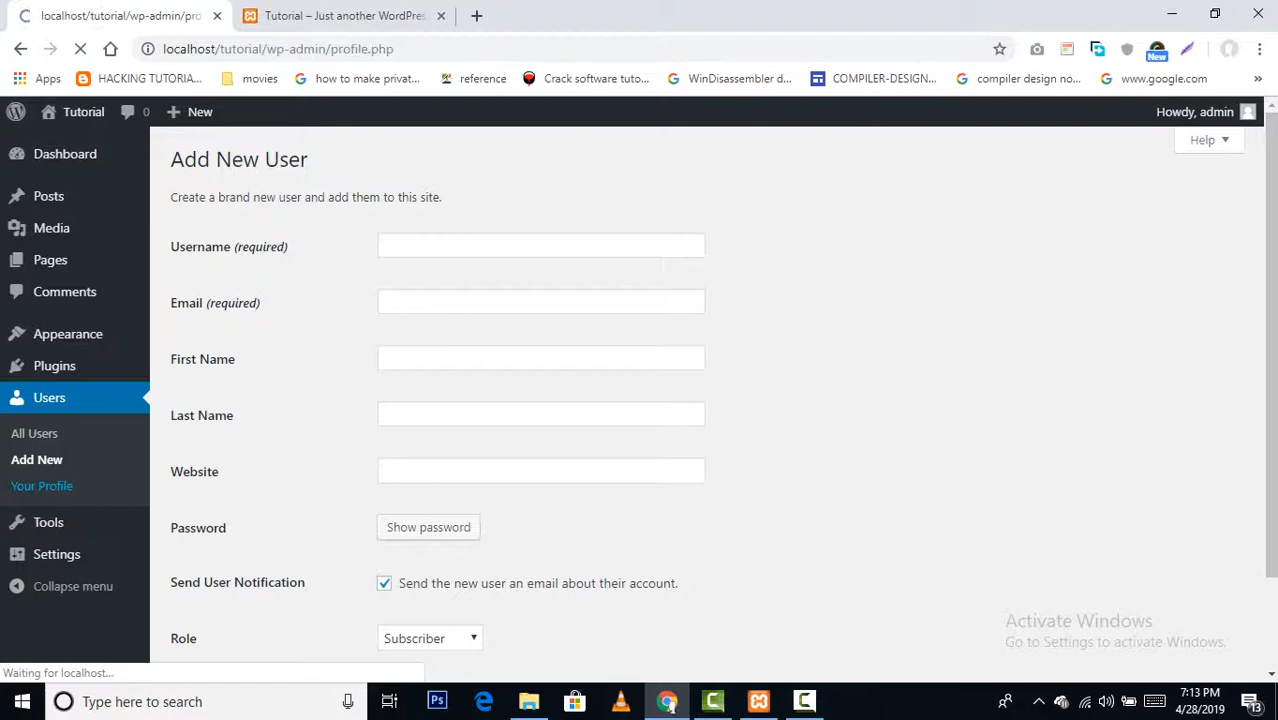 localhost/tutorial/wp-admin/pro
Tutorial – Just another WordPres
localhost/tutorial/wp-admin/profile.php
New
Apps
HACKING TUTORIA...
movies
how to make privat...
reference
Crack software tuto...
WinDisassembler d...
COMPILER-DESIGN...
compiler design no...
www.google.com
»
Tutorial
0
New
Howdy, admin
Help
Dashboard
Posts
Media
Pages
Comments
Appearance
Plugins
Users
All Users
Add New
Your Profile
Tools
Settings
Collapse menu
Add New User
Create a brand new user and add them to this site.
Username (required)
Email (required)
First Name
Last Name
Website
Password
Show password
Send User Notification
Send the new user an email about their account.
Role
Subscriber
Activate Windows
Go to Settings to activate Windows.
Waiting for localhost...
Type here to search
Ps
7:13 PM
4/28/2019
13